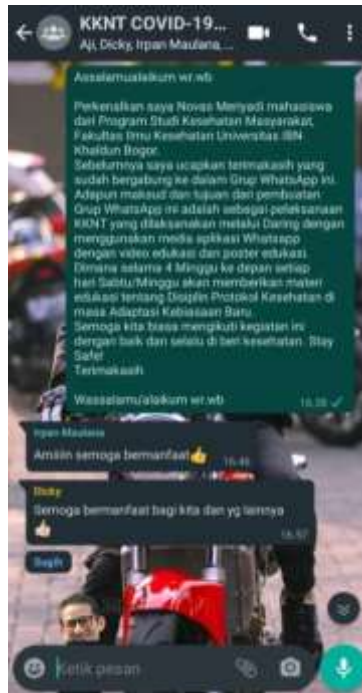 KKNT COVID-19...
Aji, Dicky, Irpan Maulana, ...
Assalamualaikum wr.wb
Perkenalkan saya Novas Menyadi mahasiswa
dari Program Studi Kesehatan Masyarakat,
Fakultas Ilmu Kesehatan Universitas IBN
Khaldun Bogor.
Sebelumnya saya ucapkan terimakasih yang
sudah bergabung ke dalam Grup WhatsApp ini.
Adapun maksud dan tujuan dari pembuatan
Grup WhatsApp ini adalah sebagai pelaksanaan
KKNT yang dilaksanakan melalui Daring dengan
menggunakan media aplikasi Whatsapp
dengan video edukasi dan poster edukasi.
Dimana selama 4 Minggu ke depan setiap
hari Sabtu/Minggu akan memberikan materi
edukasi tentang Disiplin Protokol Kesehatan di
masa Adaptasi Kebiasaan Baru.
Semoga kita biasa mengikuti kegiatan ini
dengan baik dan selalu di beri kesehatan. Stay
Safe!
Terimakasih
Wassalamu'alaikum wr.wb
16.38
Irpan Maulana
Amiiin semoga bermanfaat👍
16.46
Dicky
Semoga bermanfaat bagi kita dan yg lainnya
👍
16.57
Bagih
Ketik pesan